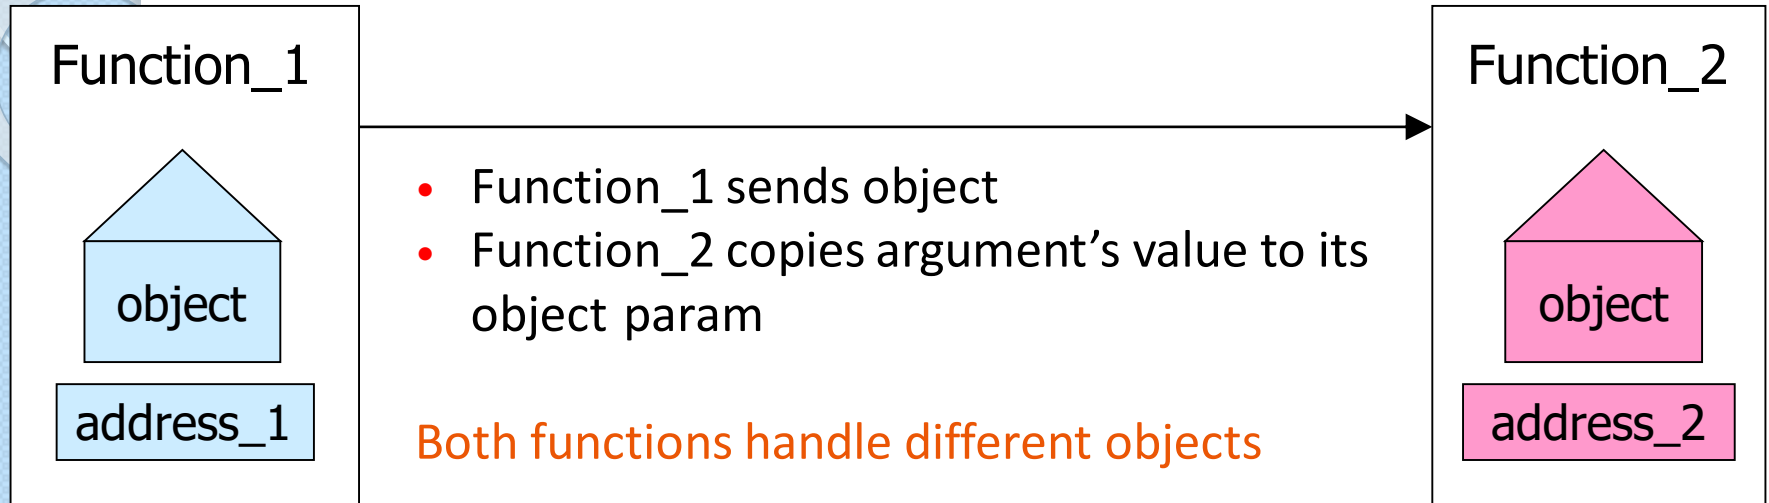 Function_1
Function_2
• Function_1 sends object
• Function_2 copies argument’s value to its
object param
object
object
address_1
address_2
Both functions handle different objects